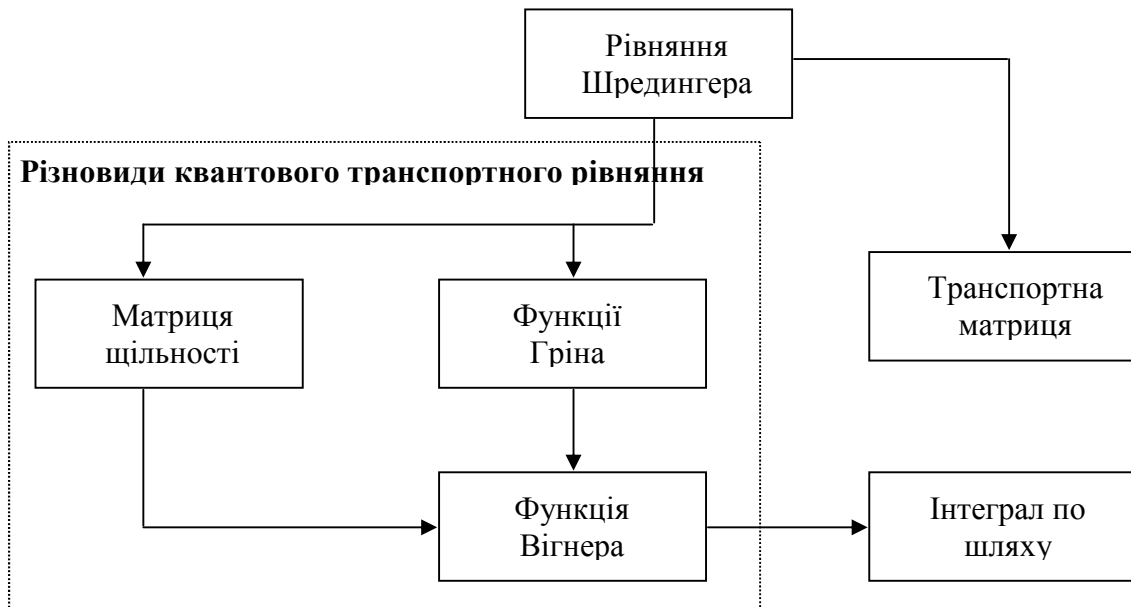 Рівняння
Шредингера
Різновиди квантового транспортного рівняння
Матриця
щільності
Функції
Гріна
Транспортна
матриця
Функція
Вігнера
Інтеграл по
шляху